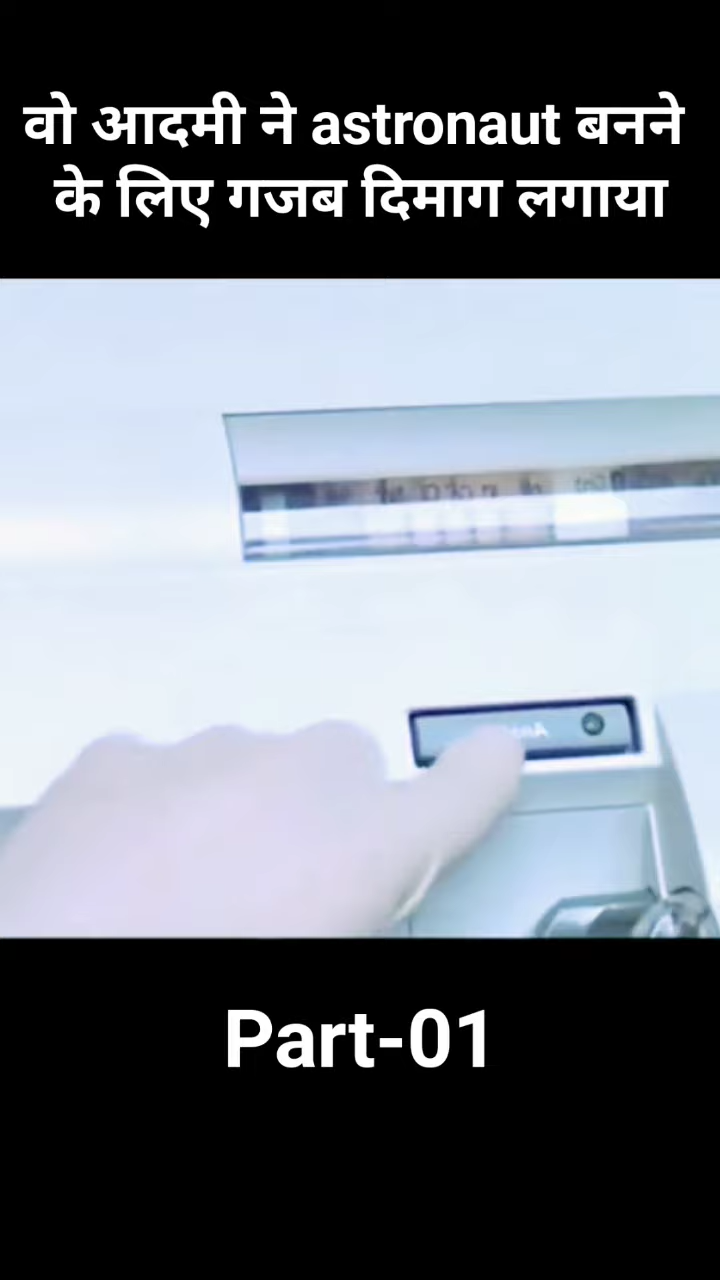 वो आदमी ने astronaut बनने
के लिए गजब दिमाग लगाया
Part-01